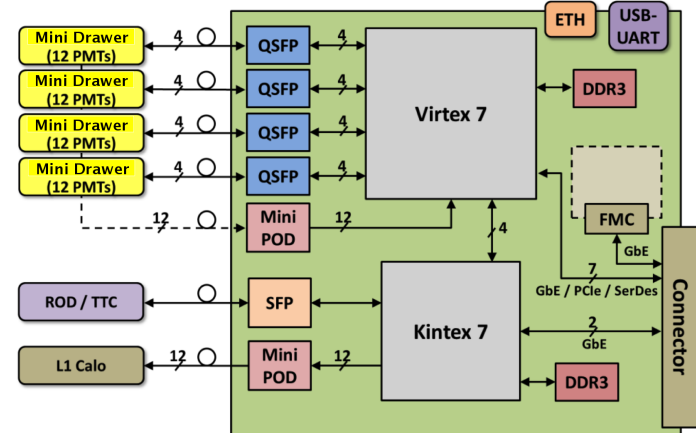 ETH
USB-
UART
Mini Drawer
(12 PMTs)
4
QSFP
4
Mini Drawer
(12 PMTs)
4
QSFP
4
Mini Drawer
(12 PMTs)
4
QSFP
4
Mini Drawer
(12 PMTs)
4
QSFP
4
Virtex 7
DDR3
12
Mini
POD
12
4
FMC
GbE
7
GbE / PCIe / SerDes
Connector
ROD / TTC
SFP
Kintex 7
2
GbE
L1 Calo
12
Mini
POD
12
DDR3